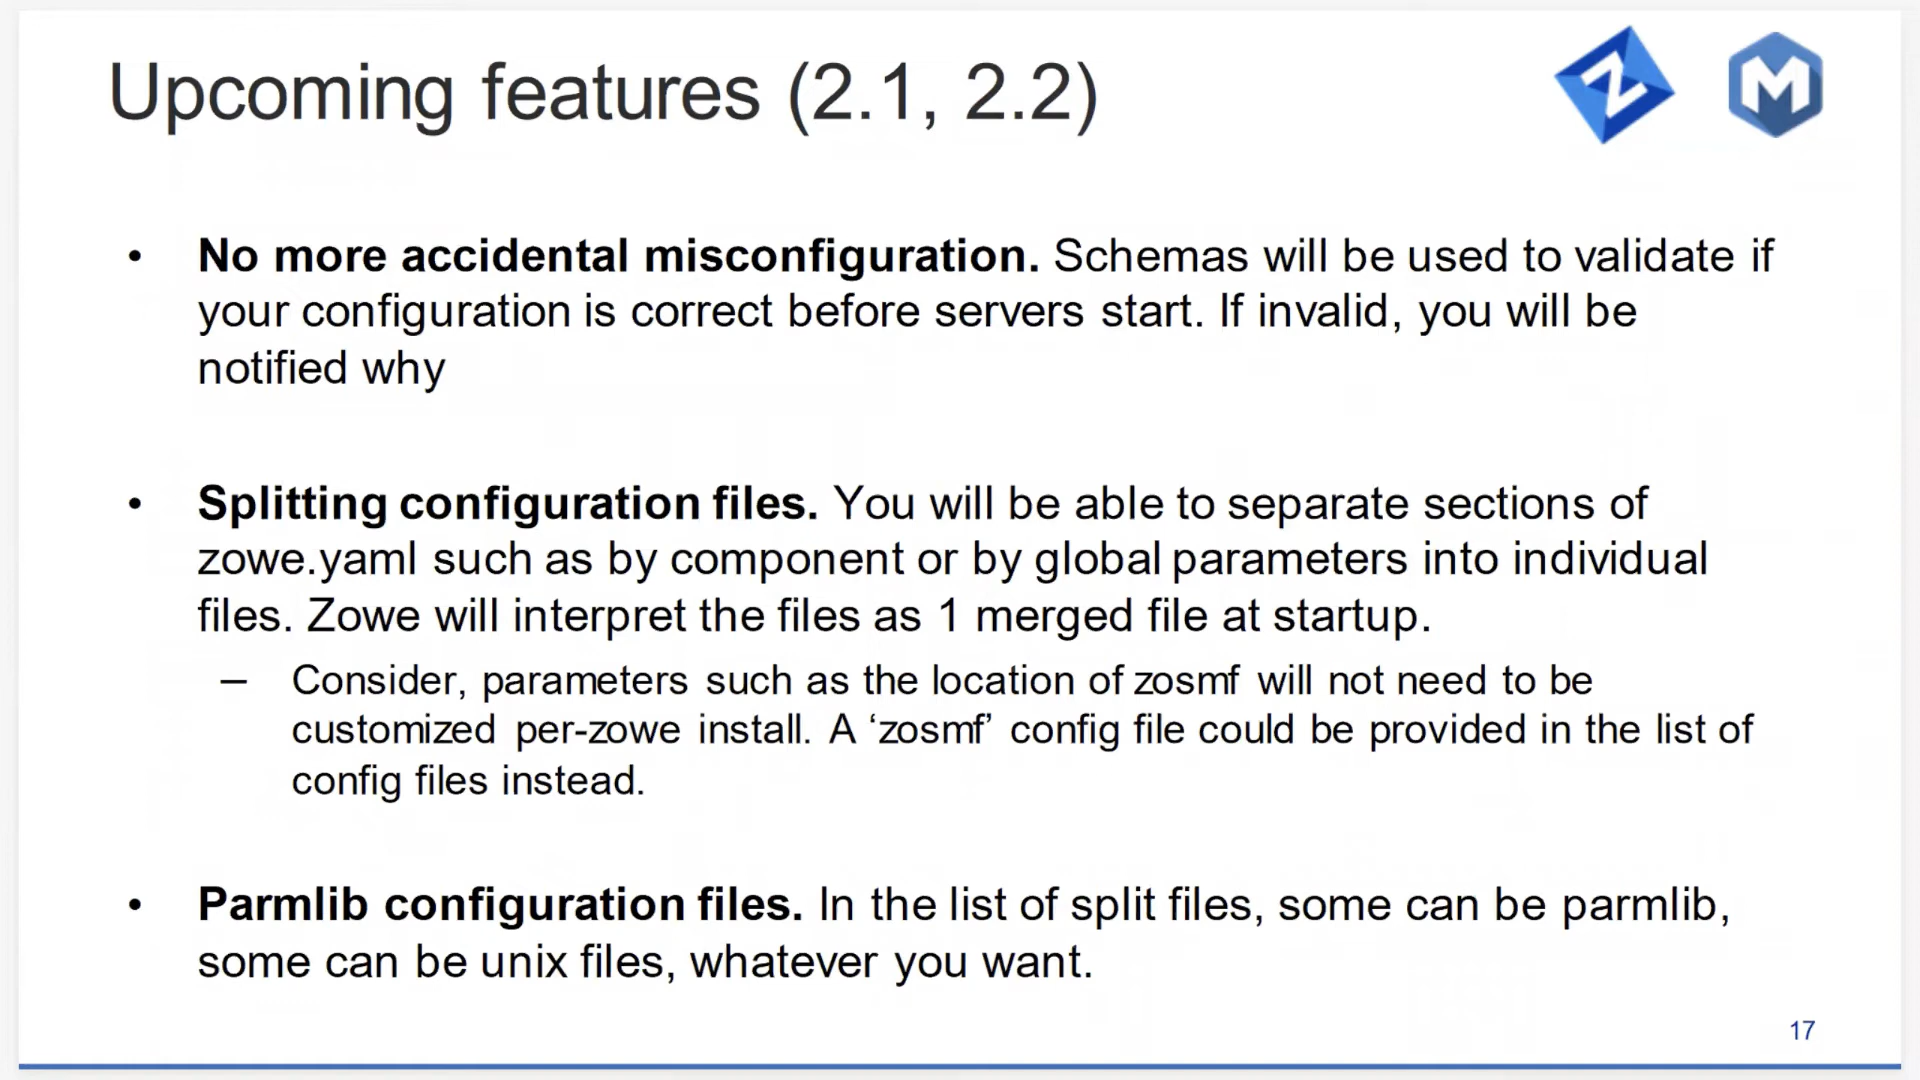 Upcoming features (2.1, 2.2)
Z
M
• No more accidental misconfiguration. Schemas will be used to validate if
your configuration is correct before servers start. If invalid, you will be
notified why
• Splitting configuration files. You will be able to separate sections of
zowe.yaml such as by component or by global parameters into individual
files. Zowe will interpret the files as 1 merged file at startup.
– Consider, parameters such as the location of zosmf will not need to be
customized per-zowe install. A ‘zosmf’ config file could be provided in the list of
config files instead.
• Parmlib configuration files. In the list of split files, some can be parmlib,
some can be unix files, whatever you want.
17